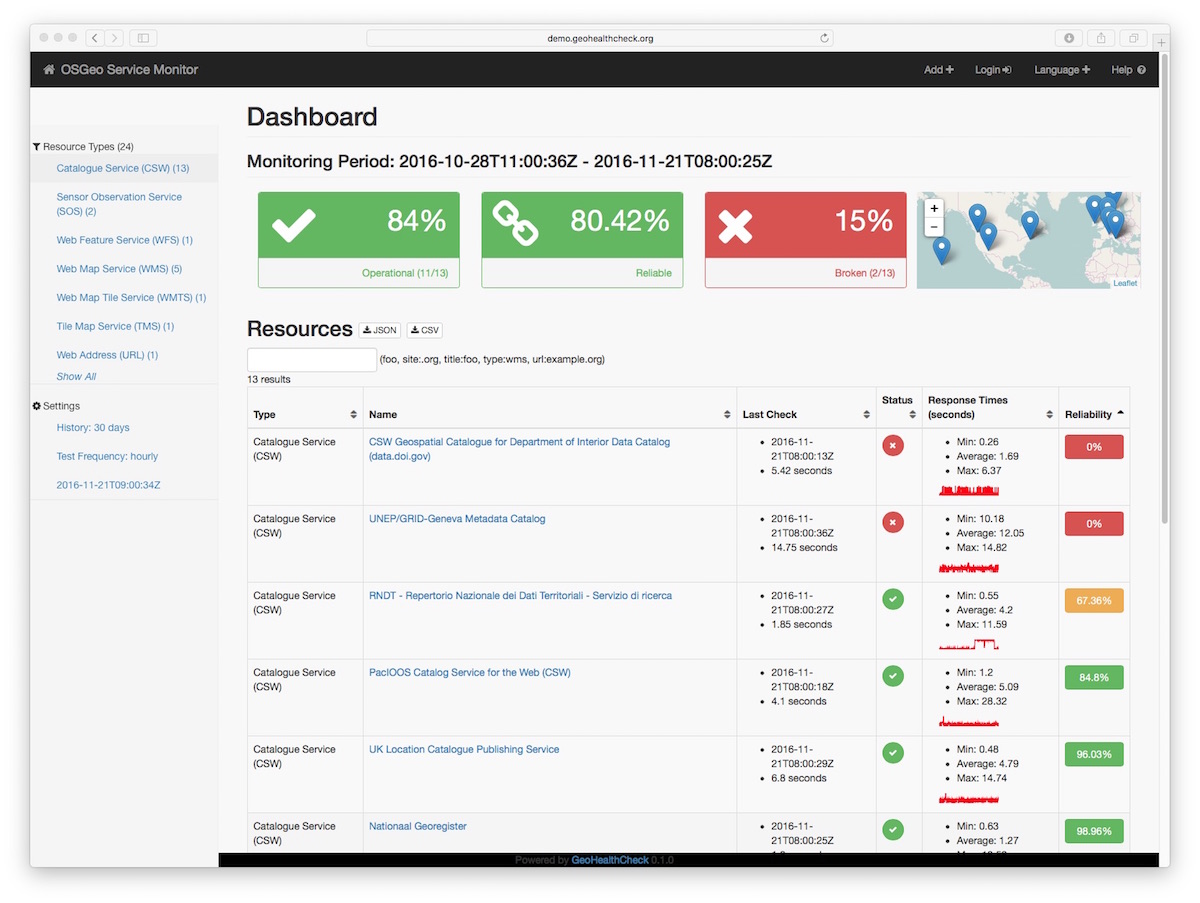 demo.geohealthcheck.org
OSGeo Service Monitor
Add
Login
Language
Help
Resource Types (24)
Catalogue Service (CSW) (13)
Sensor Observation Service
(SOS) (2)
Web Feature Service (WFS) (1)
Web Map Service (WMS) (5)
Web Map Tile Service (WMTS) (1)
Tile Map Service (TMS) (1)
Web Address (URL) (1)
Show All
Settings
History: 30 days
Test Frequency: hourly
2016-11-21T09:00:34Z
Dashboard
Monitoring Period: 2016-10-28T11:00:36Z - 2016-11-21T08:00:25Z
84%
Operational (11/13)
80.42%
Reliable
15%
Broken (2/13)
+
−
Leaflet
Resources
JSON
CSV
(foo, site:.org, title:foo, type:wms, url:example.org)
13 results
Type
Name
Last Check
Status
Response Times
(seconds)
Reliability
Catalogue Service
(CSW)
CSW Geospatial Catalogue for Department of Interior Data Catalog
(data.doi.gov)
• 2016-11-
21T08:00:13Z
• 5.42 seconds
• Min: 0.26
• Average: 1.69
• Max: 6.37
0%
Catalogue Service
(CSW)
UNEP/GRID-Geneva Metadata Catalog
• 2016-11-
21T08:00:36Z
• 14.75 seconds
• Min: 10.18
• Average: 12.05
• Max: 14.82
0%
Catalogue Service
(CSW)
RNDT - Repertorio Nazionale dei Dati Territoriali - Servizio di ricerca
• 2016-11-
21T08:00:27Z
• 1.85 seconds
• Min: 0.55
• Average: 4.2
• Max: 11.59
67.36%
Catalogue Service
(CSW)
PacIOOS Catalog Service for the Web (CSW)
• 2016-11-
21T08:00:18Z
• 4.1 seconds
• Min: 1.2
• Average: 5.09
• Max: 28.32
84.8%
Catalogue Service
(CSW)
UK Location Catalogue Publishing Service
• 2016-11-
21T08:00:29Z
• 6.8 seconds
• Min: 0.48
• Average: 4.79
• Max: 14.74
96.03%
Catalogue Service
(CSW)
Nationaal Georegister
• 2016-11-
21T08:00:25Z
• Min: 0.63
• Average: 1.27
98.96%
Powered by GeoHealthCheck 0.1.0